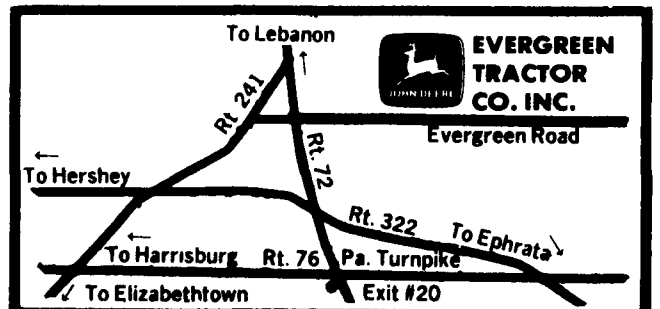 To Lebanon
EVERGREEN
TRACTOR
CO. INC.
JOHN DEERE
Rt. 241
Evergreen Road
Rt. 72
To Hershey
Rt. 322
To Ephrata
To Harrisburg Rt. 76 Pa. Turnpike
To Elizabethtown Exit #20